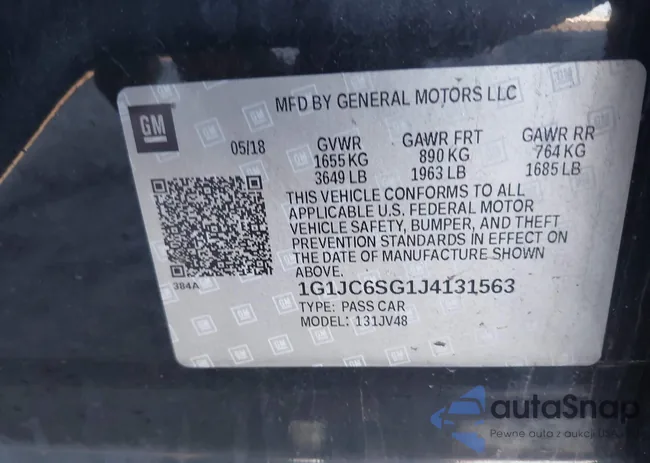 MFD BY GENERAL MOTORS LLC
GM
05/18
GVWR
GAWR FRT
GAWR RR
1655 KG
890 KG
764 KG
3649 LB
1963 LB
1685 LB
THIS VEHICLE CONFORMS TO ALL
APPLICABLE U.S. FEDERAL MOTOR
VEHICLE SAFETY, BUMPER, AND THEFT
PREVENTION STANDARDS IN EFFECT ON
THE DATE OF MANUFACTURE SHOWN
ABOVE.
384A
1G1JC6SG1J4131563
TYPE: PASS CAR
MODEL: 131JV48
autoSnap
Pewne auto z aukcji